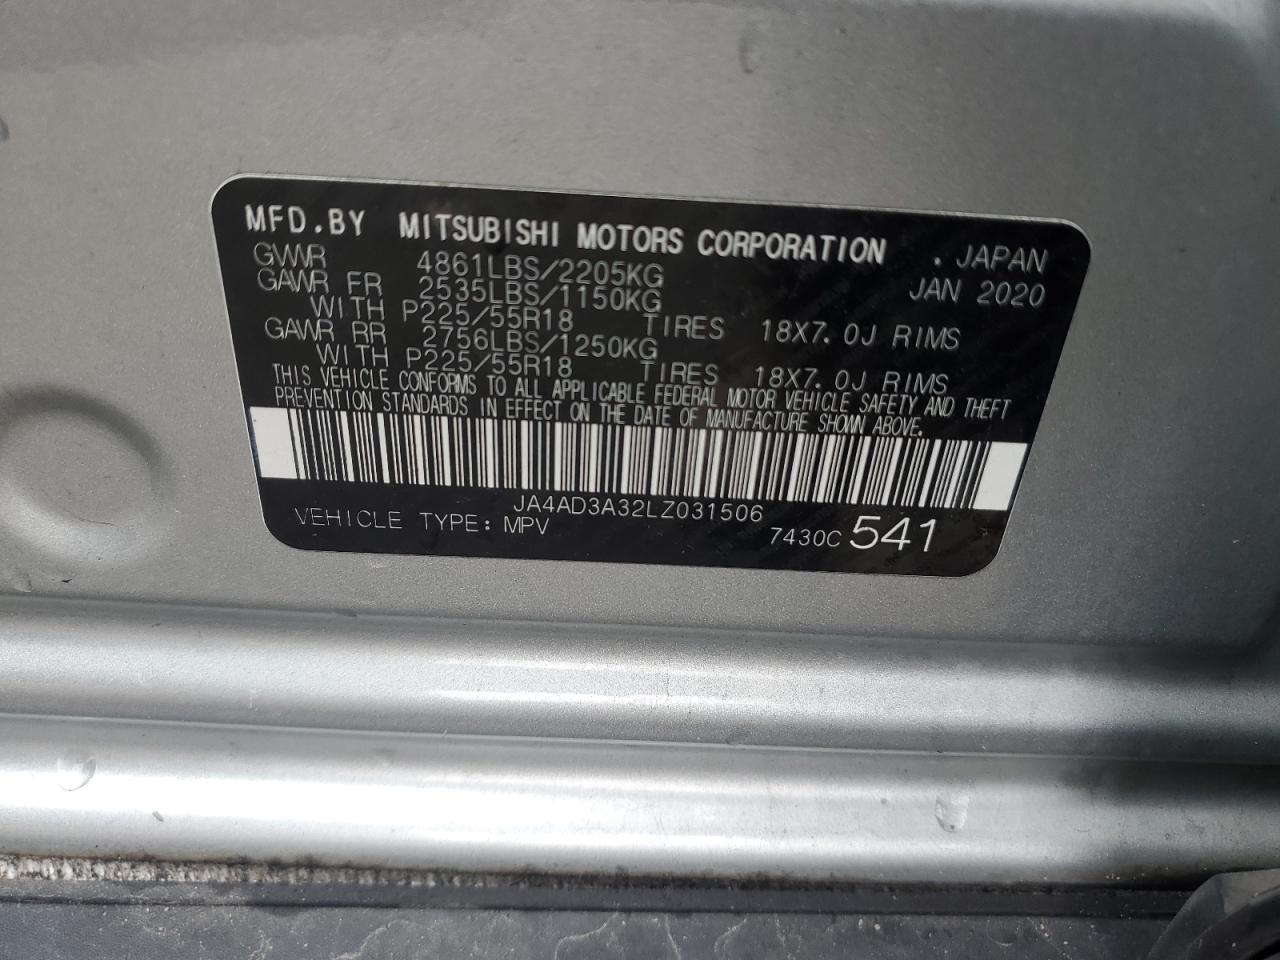 MFD.BY MITSUBISHI MOTORS CORPORATION . JAPAN
GVWR 4861LBS/2205KG JAN 2020
GAWR FR 2535LBS/1150KG
WITH P225/55R18 TIRES 18X7.0J RIMS
GAWR RR 2756LBS/1250KG
WITH P225/55R18 TIRES 18X7.0J RIMS
THIS VEHICLE CONFORMS TO ALL APPLICABLE FEDERAL MOTOR VEHICLE SAFETY AND THEFT
PREVENTION STANDARDS IN EFFECT ON THE DATE OF MANUFACTURE SHOWN ABOVE.
JA4AD3A32LZ031506
VEHICLE TYPE: MPV 7430C 541